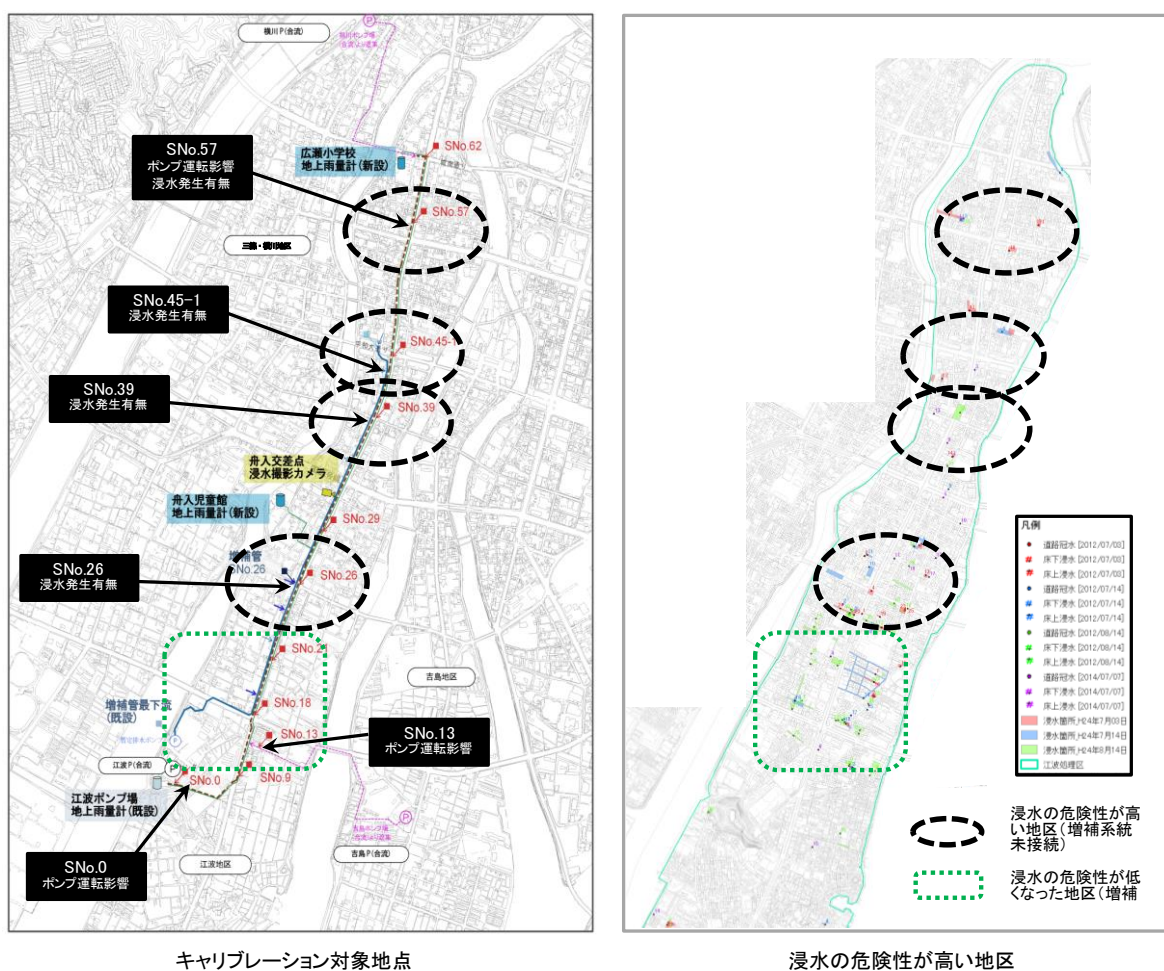 横川P(合流)
横川ポンプ場
SNo.57
ポンプ運転影響
浸水発生有無
広瀬小学校
地上雨量計(新設)
SNo.62
SNo.57
三篠・横川地区
SNo.45-1
浸水発生有無
SNo.45-1
SNo.39
浸水発生有無
SNo.39
舟入交差点
浸水撮影カメラ
舟入児童館
地上雨量計(新設)
SNo.29
増補管
SNo.26
SNo.26
浸水発生有無
SNo.26
SNo.2
吉島地区
増補管最下流
(既設)
SNo.18
SNo.13
SNo.13
ポンプ運転影響
江波P(合流)
P
SNo.0
SNo.9
江波ポンプ場
地上雨量計(既設)
P
吉島ポンプ場
吉島P(合流)
SNo.0
ポンプ運転影響
江波地区
キャリブレーション対象地点
凡例
道路冠水 [2012/07/03]
床下浸水 [2012/07/03]
床上浸水 [2012/07/03]
道路冠水 [2012/07/14]
床下浸水 [2012/07/14]
床上浸水 [2012/07/14]
道路冠水 [2012/08/14]
床下浸水 [2012/08/14]
床上浸水 [2012/08/14]
道路冠水 [2014/07/07]
床下浸水 [2014/07/07]
床上浸水 [2014/07/07]
浸水箇所_H24年7月03日
浸水箇所_H24年7月14日
浸水箇所_H24年8月14日
江波処理区
浸水の危険性が高
い地区(増補系統
未接続)
浸水の危険性が低
くなった地区(増補
浸水の危険性が高い地区